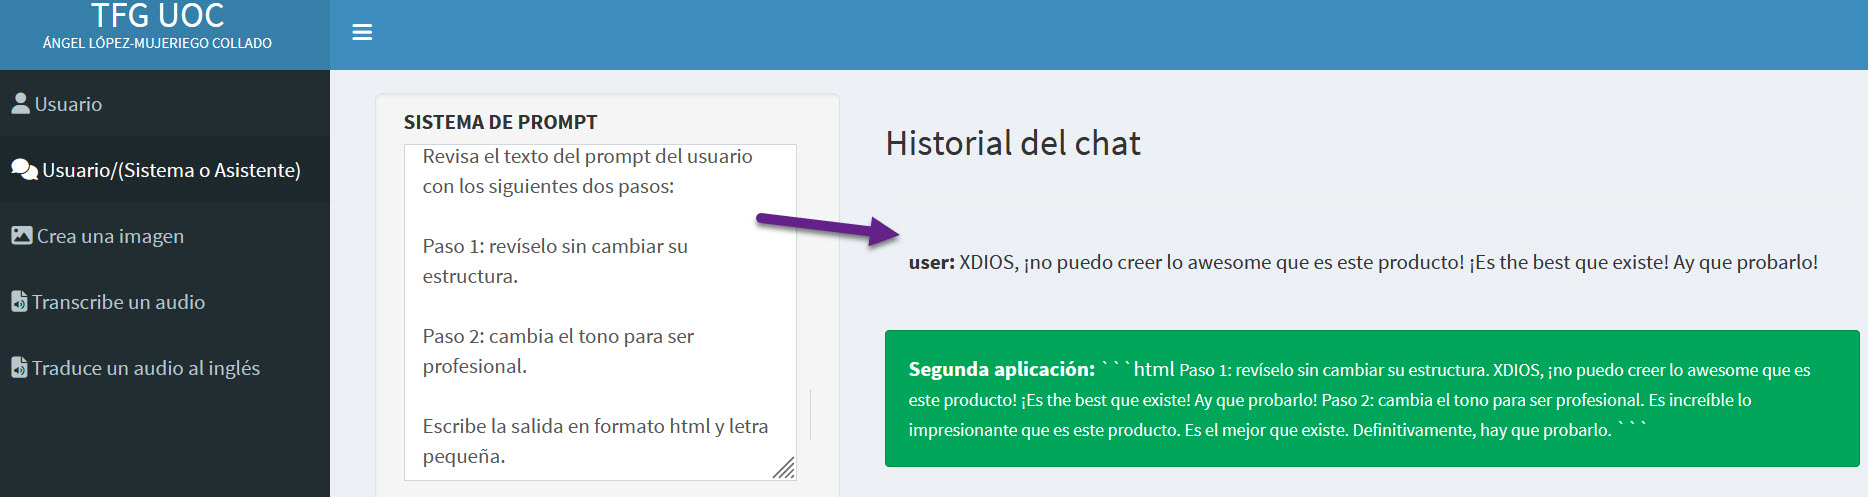 TFG UOC
ÁNGEL LÓPEZ-MUJERIEGO COLLADO
Usuario
Usuario/(Sistema o Asistente)
Crea una imagen
Transcribe un audio
Traduce un audio al inglés
SISTEMA DE PROMPT
Revisa el texto del prompt del usuario
con los siguientes dos pasos:
Paso 1: revíselo sin cambiar su
estructura.
Paso 2: cambia el tono para ser
profesional.
Escribe la salida en formato html y letra
pequeña.
Historial del chat
user: XDIOS, ¡no puedo creer lo awesome que es este producto! ¡Es the best que existe! Ay que probarlo!
Segunda aplicación: ```html Paso 1: revíselo sin cambiar su estructura. XDIOS, ¡no puedo creer lo awesome que es
este producto! ¡Es the best que existe! Ay que probarlo! Paso 2: cambia el tono para ser profesional. Es increíble lo
impresionante que es este producto. Es el mejor que existe. Definitivamente, hay que probarlo. ```